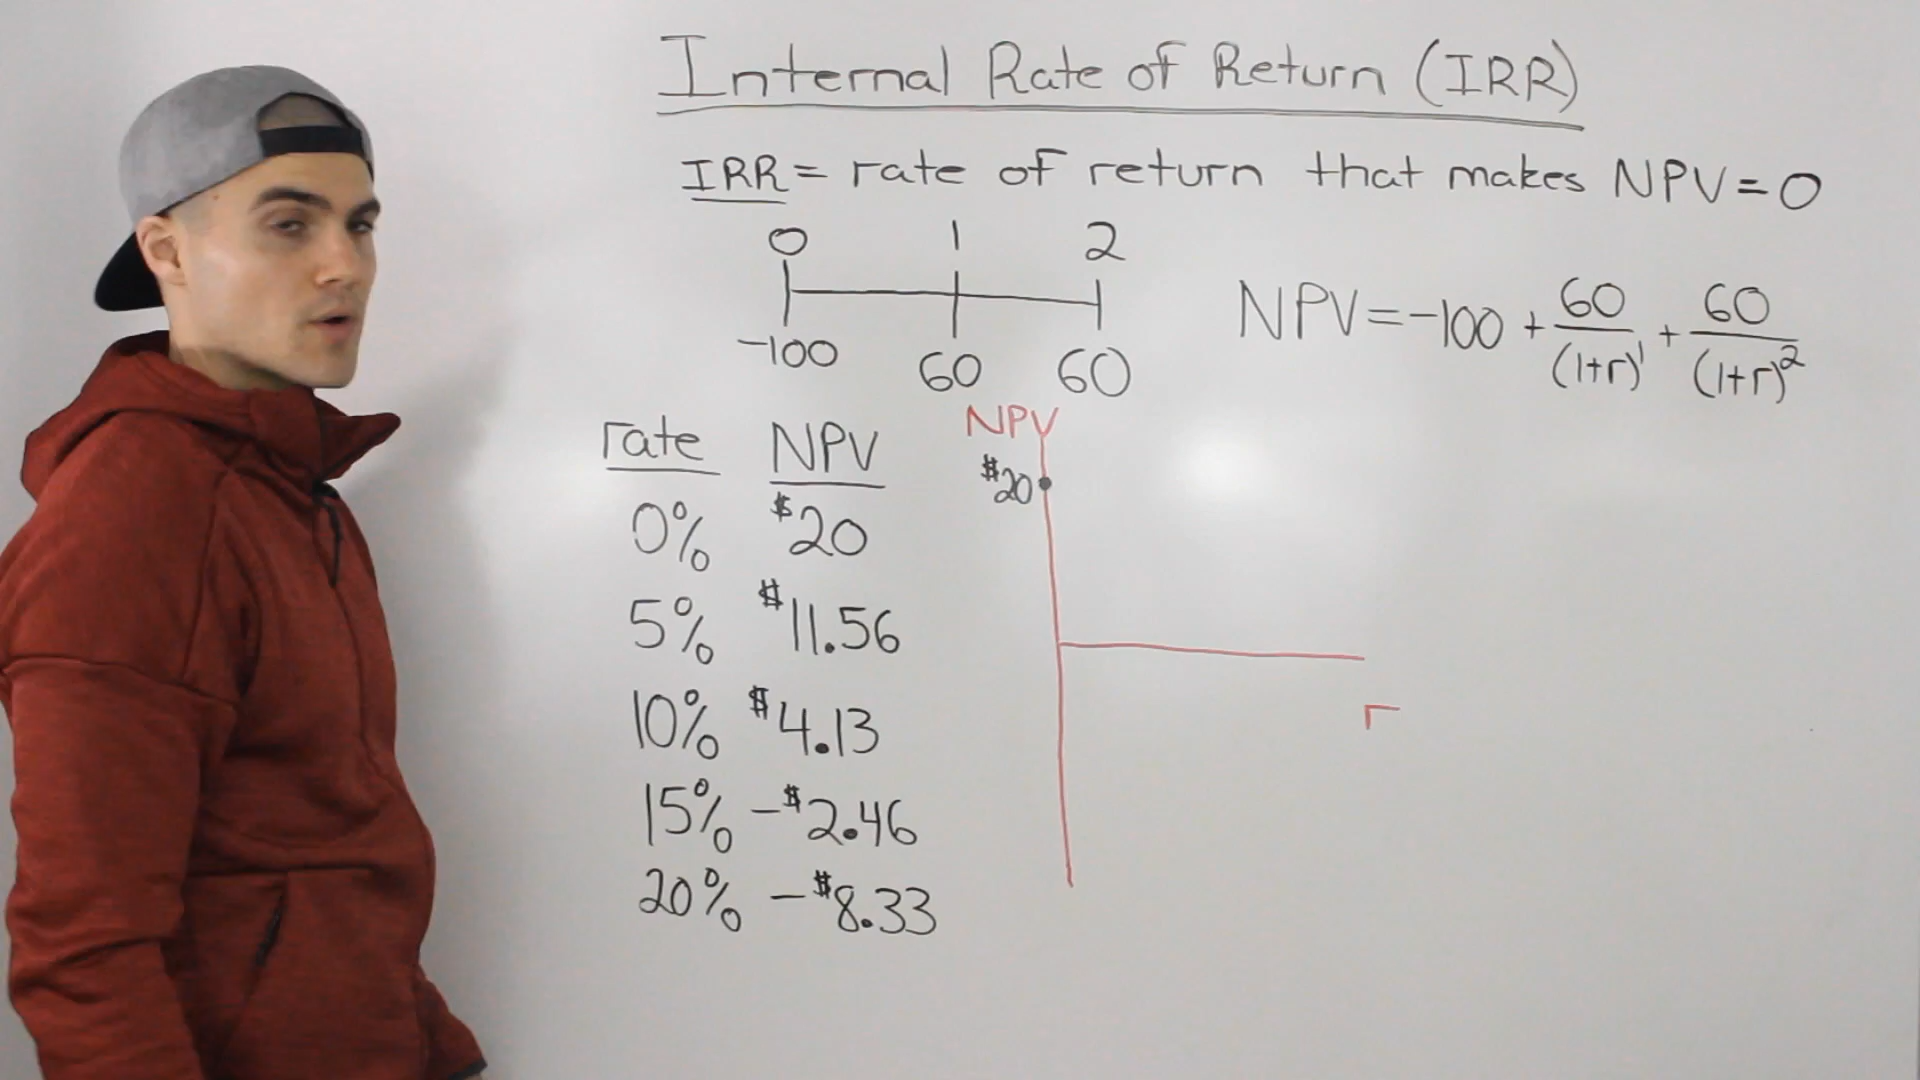 Internal Rate of Return (IRR)
IRR = rate of return that makes NPV = 0
0 1 2
-100 60 60
NPV = -100 + 60/(1+r)^1 + 60/(1+r)^2
rate NPV
0% $20
5% $11.56
10% $4.13
15% -$2.46
20% -$8.33
NPV
$20
r